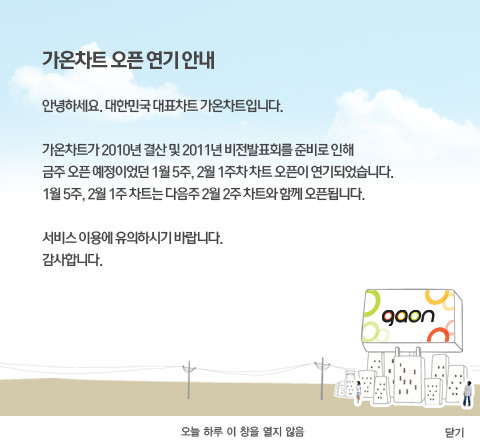 가온차트 오픈 연기 안내
안녕하세요. 대한민국 대표차트 가온차트입니다.
가온차트가 2010년 결산 및 2011년 비전발표회를 준비로 인해
금주 오픈 예정이었던 1월 5주, 2월 1주차 차트 오픈이 연기되었습니다.
1월 5주, 2월 1주 차트는 다음주 2월 2주 차트와 함께 오픈됩니다.
서비스 이용에 유의하시기 바랍니다.
감사합니다.
gaon
오늘 하루 이 창을 열지 않음
닫기